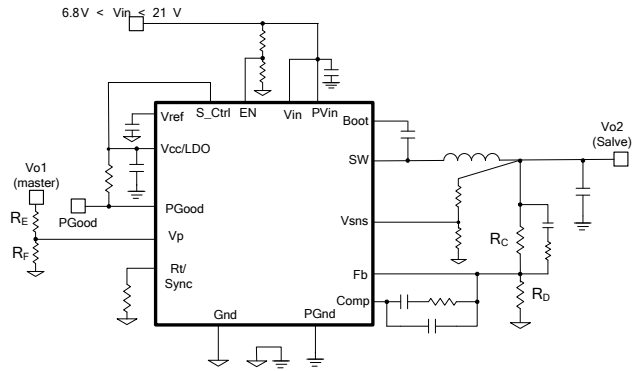 6.8V < Vin < 21 V
S_Ctrl EN Vin PVin
Vref
Boot
Vcc/LDO
SW
Vo2
(Salve)
Vo1
(master)
RE
PGood
PGood
Vsns
RC
RF
Vp
Rt/
Sync
Fb
RD
Comp
Gnd
PGnd